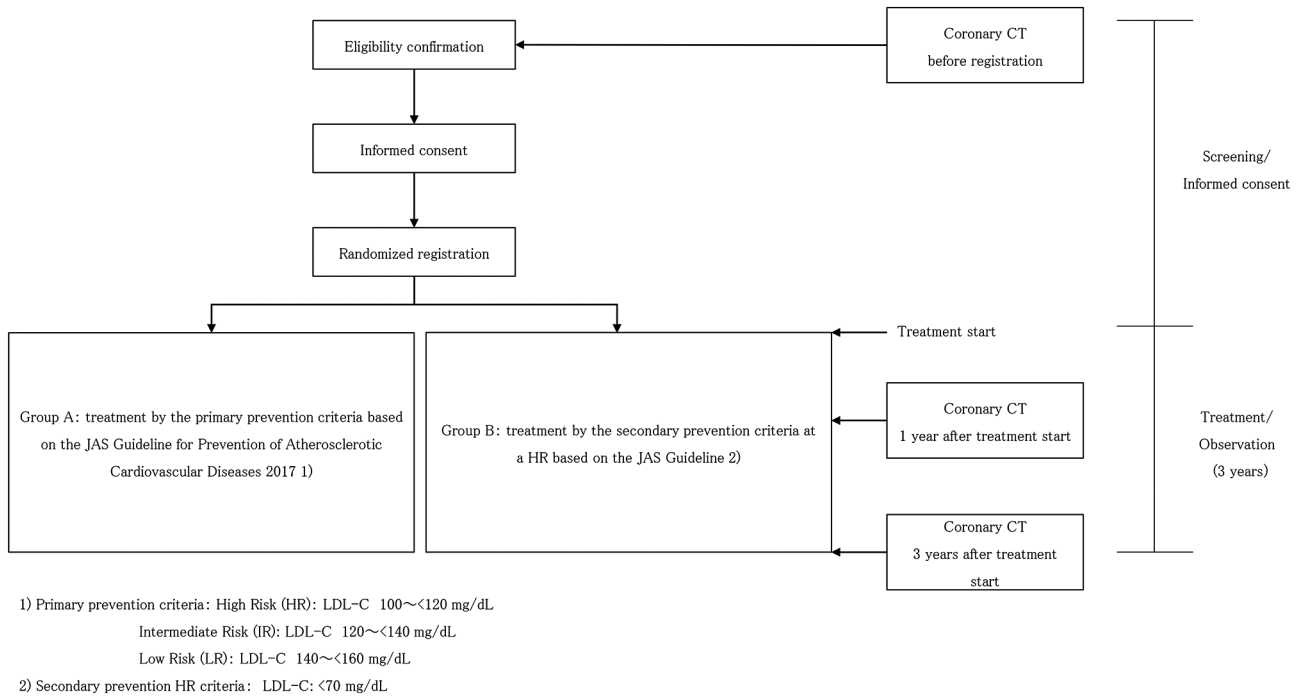 Eligibility confirmation
Coronary CT
before registration
Informed consent
Screening/
Informed consent
Randomized registration
Treatment start
Group A: treatment by the primary prevention criteria based
on the JAS Guideline for Prevention of Atherosclerotic
Cardiovascular Diseases 2017 1)
Group B: treatment by the secondary prevention criteria at
a HR based on the JAS Guideline 2)
Coronary CT
1 year after treatment start
Treatment/
Observation
(3 years)
Coronary CT
3 years after treatment
start
1) Primary prevention criteria: High Risk (HR): LDL-C 100～<120 mg/dL
Intermediate Risk (IR): LDL-C 120～<140 mg/dL
Low Risk (LR): LDL-C 140～<160 mg/dL
2) Secondary prevention HR criteria: LDL-C: <70 mg/dL